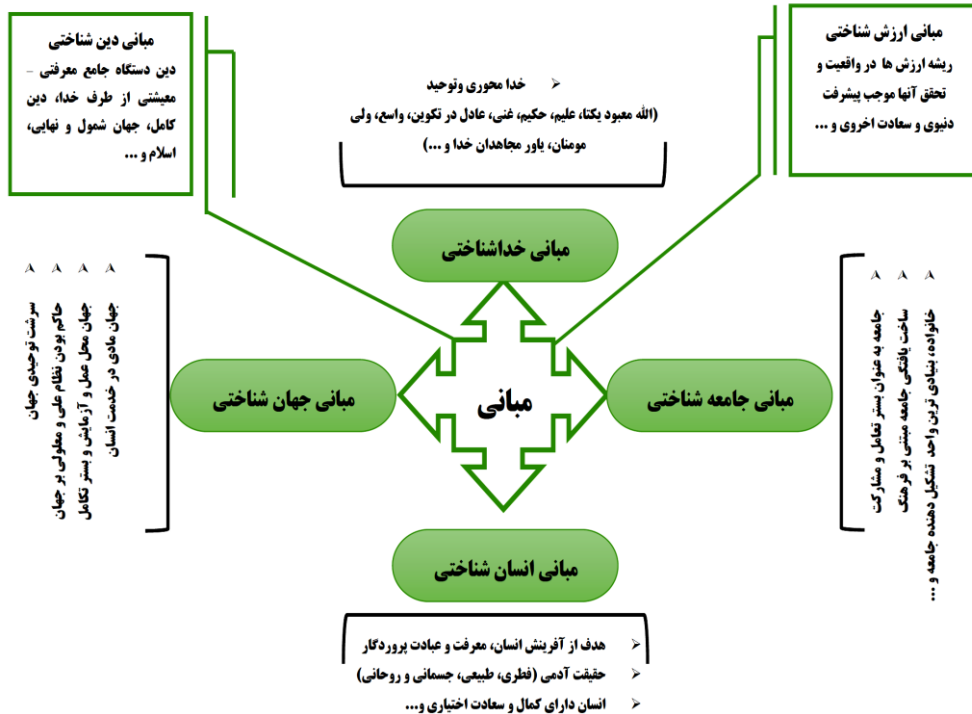 مبانی ارزش شناختی
ریشه ارزش ها در واقعیت و
تحقق آنها موجب پیشرفت
دنیوی و سعادت اخروی و ...
مبانی دین شناختی
دین دستگاه جامع معرفتی –
معیشتی از طرف خدا، دین
کامل، جهان شمول و نهایی،
اسلام و ...
خدا محوری وتوحید
(الله معبود یکتا، علیم، حکیم، غنی، عادل در تکوین، واسع، ولی
مومنان، یاور مجاهدان خدا و ...)
مبانی خداشناختی
خانواده، بنیادی ترین واحد تشکیل دهنده جامعه و ...
ساخت یافتگی جامعه مبتنی بر فرهنگ
جامعه به عنوان بستر تعامل و مشارکت
مبانی جامعه شناختی
مبانی
مبانی جهان شناختی
جهان مادی در خدمت انسان
جهان محل عمل و آزمایش و بستر تکامل
حاکم بودن نظام علی و معلولی بر جهان
سرشت توحیدی جهان
مبانی انسان شناختی
هدف از آفرینش انسان، معرفت و عبادت پروردگار
حقیقت آدمی (فطری، طبیعی، جسمانی و روحانی)
انسان دارای کمال و سعادت اختیاری و...